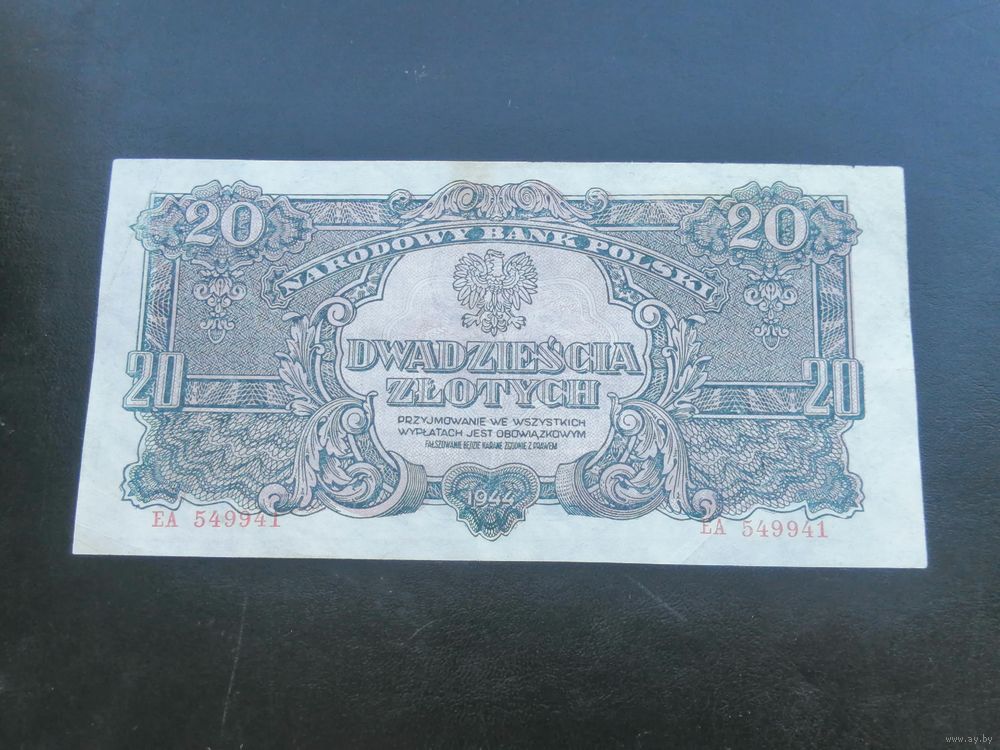 20 20
NARODOWY BANK POLSKI
DWADZIEŚCIA
ZŁOTYCH
20 20
PRZYJMOWANIE WE WSZYSTKICH
WYPŁATACH JEST OBOWIĄZKOWYM
FAŁSZOWANIE BĘDZIE KARANE ZGODNIE Z PRAWEM
1944
EA 549941 EA 549941
www.ay.by